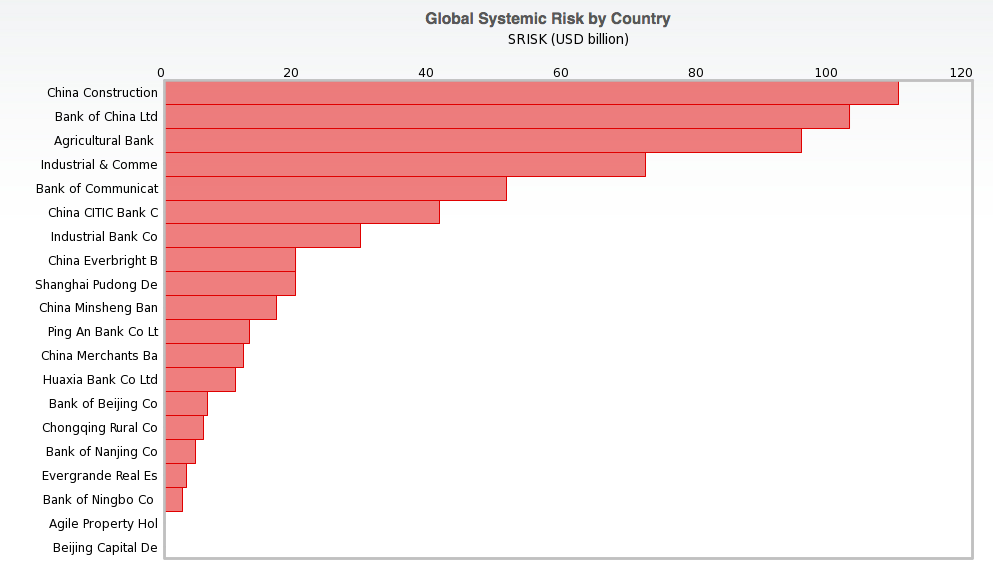 Global Systemic Risk by Country
SRISK (USD billion)
0 20 40 60 80 100 120
China Construction
Bank of China Ltd
Agricultural Bank
Industrial & Comme
Bank of Communicat
China CITIC Bank C
Industrial Bank Co
China Everbright B
Shanghai Pudong De
China Minsheng Ban
Ping An Bank Co Lt
China Merchants Ba
Huaxia Bank Co Ltd
Bank of Beijing Co
Chongqing Rural Co
Bank of Nanjing Co
Evergrande Real Es
Bank of Ningbo Co
Agile Property Hol
Beijing Capital De